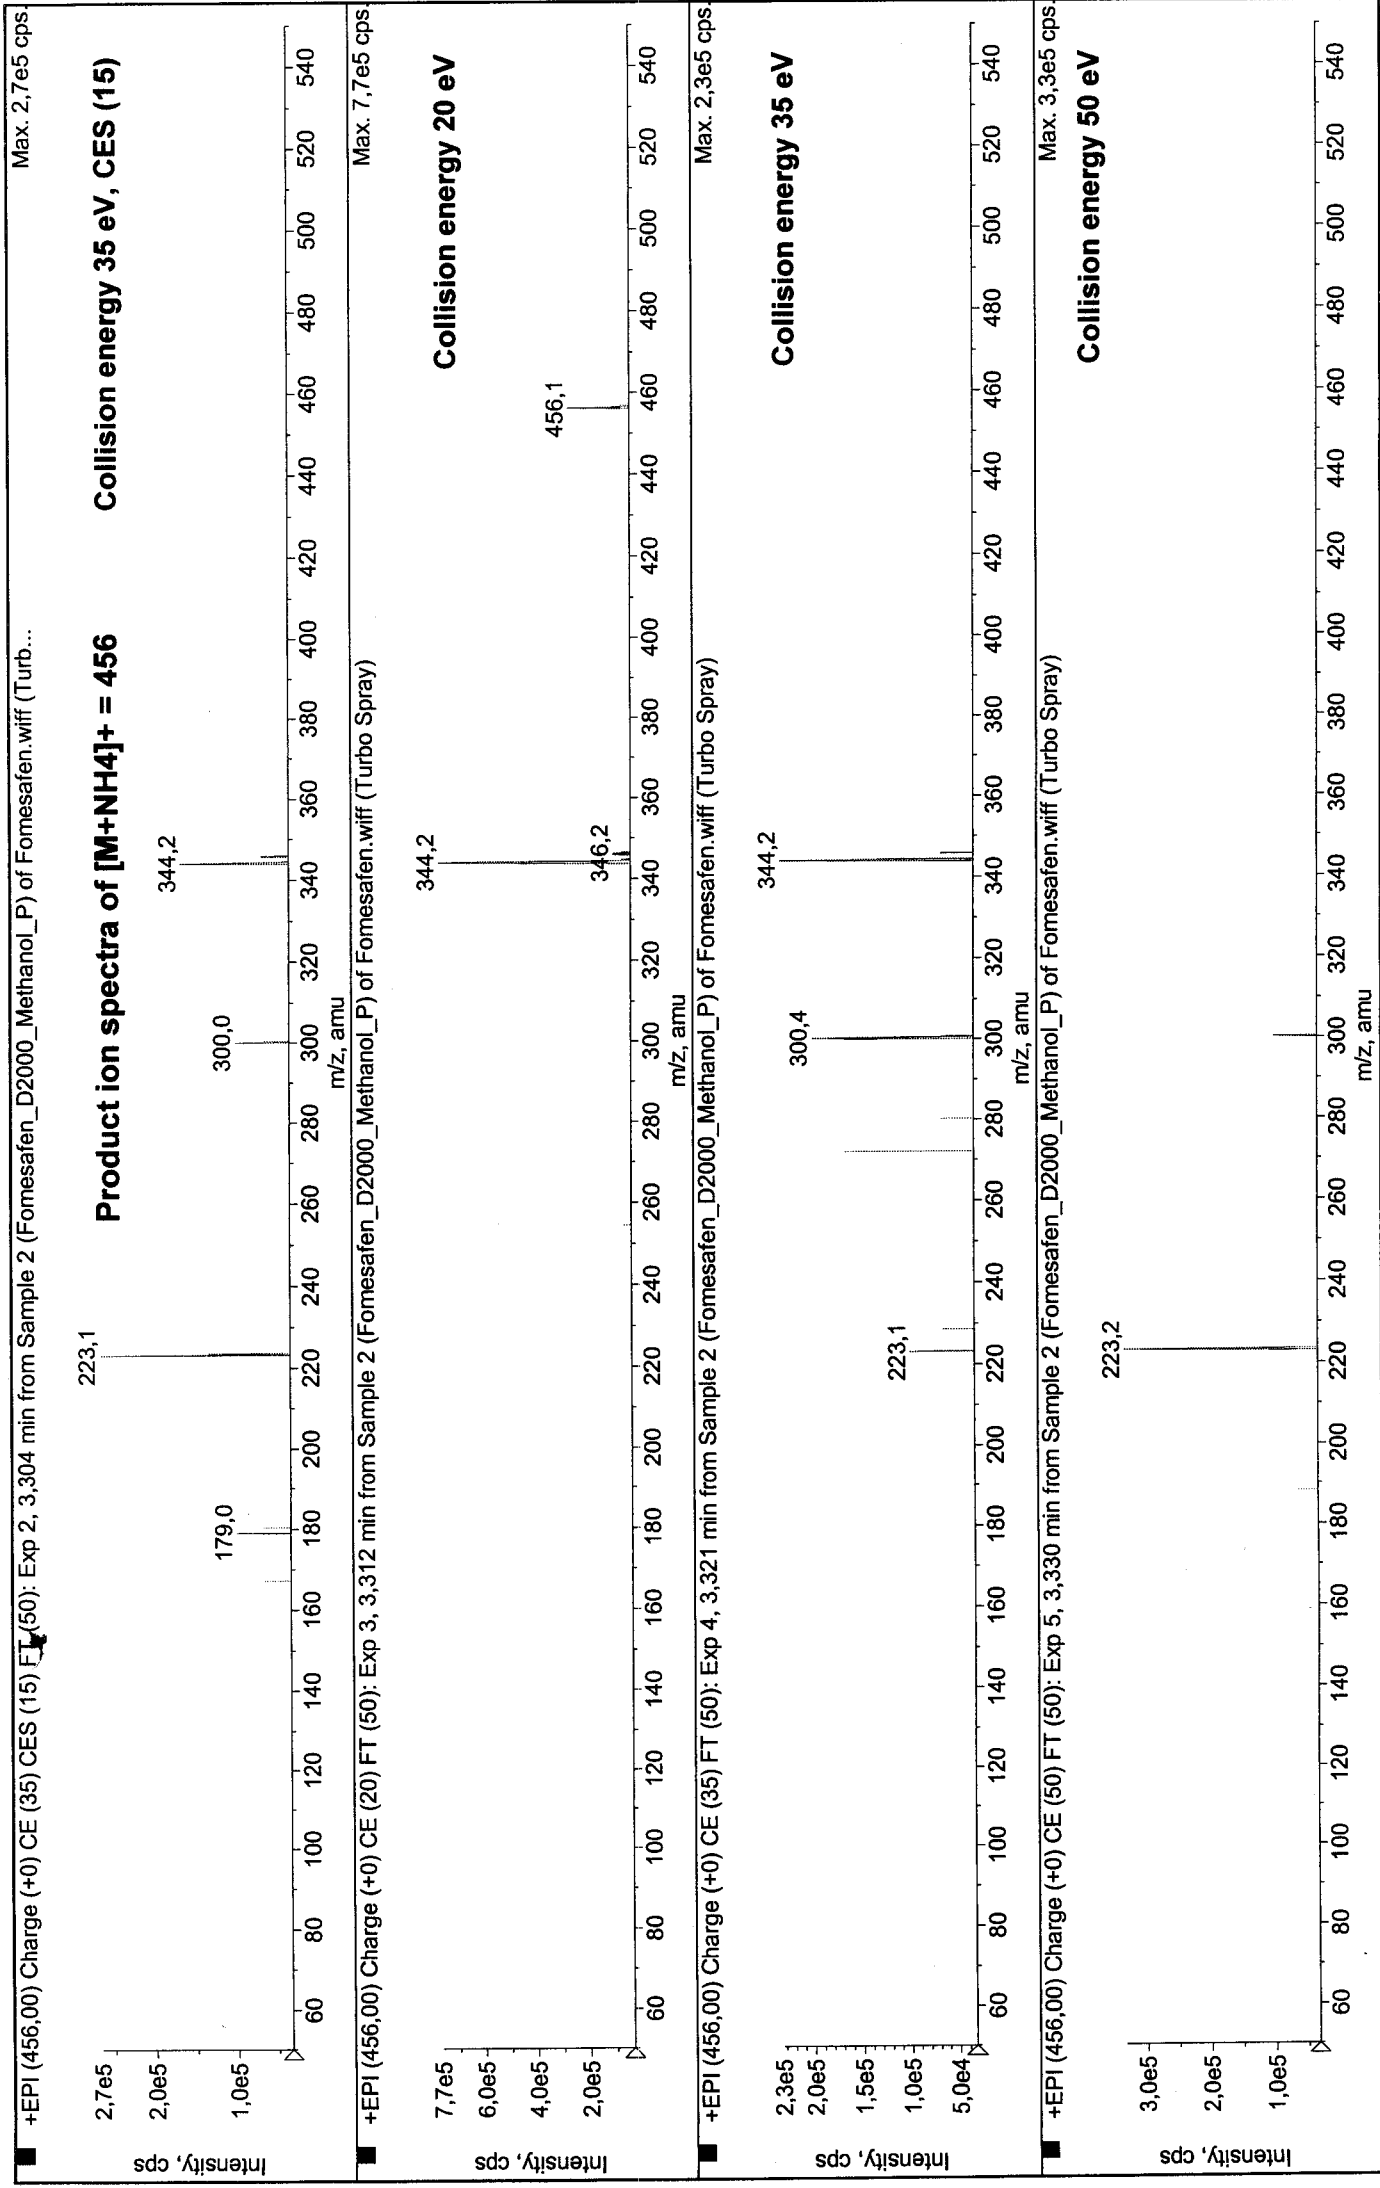 +EPI (456,00) Charge (+0) CE (35) CES (15) FT (50): Exp 2, 3,304 min from Sample 2 (Fomesafen_D2000_Methanol_P) of Fomesafen.wiff (Turb... Max. 2,7e5 cps.
Product ion spectra of [M+NH4]+ = 456 Collision energy 35 eV, CES (15)
2,7e5
2,0e5
1,0e5
Intensity, cps
179,0
223,1
300,0
344,2
60 80 100 120 140 160 180 200 220 240 260 280 300 320 340 360 380 400 420 440 460 480 500 520 540
m/z, amu
+EPI (456,00) Charge (+0) CE (20) FT (50): Exp 3, 3,312 min from Sample 2 (Fomesafen_D2000_Methanol_P) of Fomesafen.wiff (Turbo Spray) Max. 7,7e5 cps.
Collision energy 20 eV
7,7e5
6,0e5
4,0e5
2,0e5
Intensity, cps
344,2
346,2
456,1
60 80 100 120 140 160 180 200 220 240 260 280 300 320 340 360 380 400 420 440 460 480 500 520 540
m/z, amu
+EPI (456,00) Charge (+0) CE (35) FT (50): Exp 4, 3,321 min from Sample 2 (Fomesafen_D2000_Methanol_P) of Fomesafen.wiff (Turbo Spray) Max. 2,3e5 cps.
Collision energy 35 eV
2,3e5
2,0e5
1,5e5
1,0e5
5,0e4
Intensity, cps
223,1
300,4
344,2
60 80 100 120 140 160 180 200 220 240 260 280 300 320 340 360 380 400 420 440 460 480 500 520 540
m/z, amu
+EPI (456,00) Charge (+0) CE (50) FT (50): Exp 5, 3,330 min from Sample 2 (Fomesafen_D2000_Methanol_P) of Fomesafen.wiff (Turbo Spray) Max. 3,3e5 cps.
Collision energy 50 eV
3,0e5
2,0e5
1,0e5
Intensity, cps
223,2
60 80 100 120 140 160 180 200 220 240 260 280 300 320 340 360 380 400 420 440 460 480 500 520 540
m/z, amu